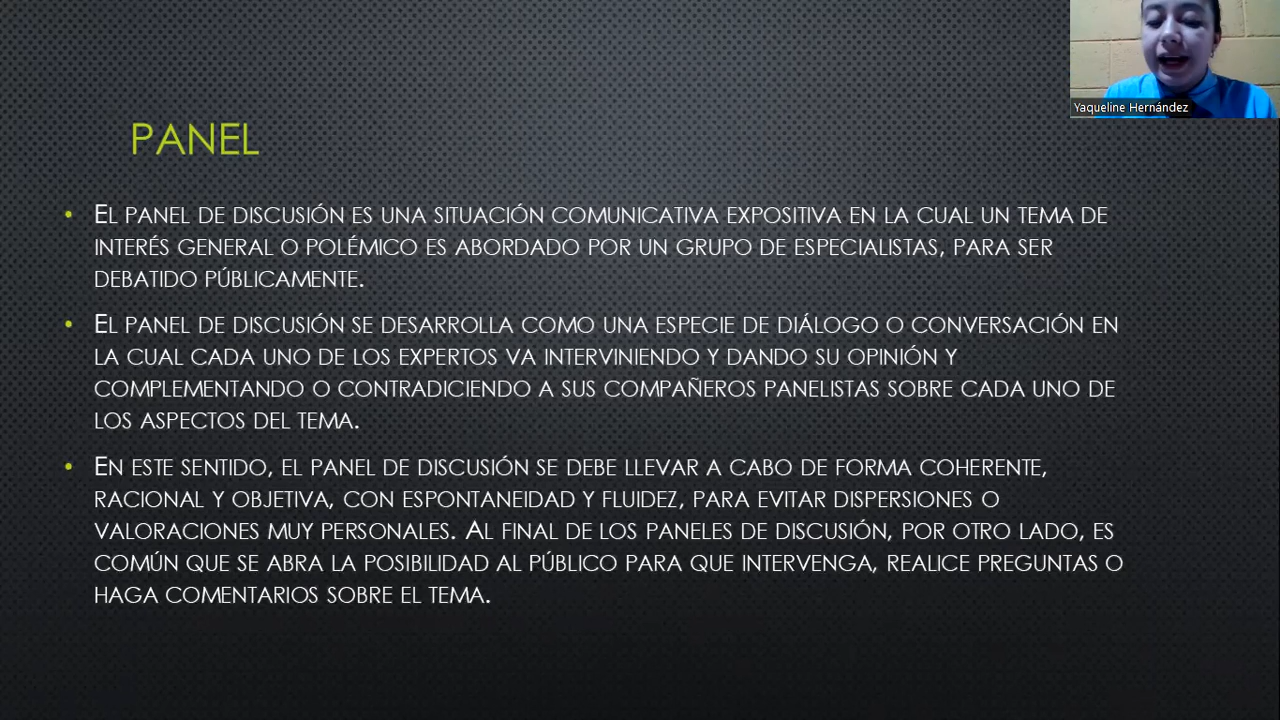 PANEL
• El panel de discusión es una situación comunicativa expositiva en la cual un tema de
interés general o polémico es abordado por un grupo de especialistas, para ser
debatido públicamente.
• El panel de discusión se desarrolla como una especie de diálogo o conversación en
la cual cada uno de los expertos va interviniendo y dando su opinión y
complementando o contradiciendo a sus compañeros panelistas sobre cada uno de
los aspectos del tema.
• En este sentido, el panel de discusión se debe llevar a cabo de forma coherente,
racional y objetiva, con espontaneidad y fluidez, para evitar dispersiones o
valoraciones muy personales. Al final de los paneles de discusión, por otro lado, es
común que se abra la posibilidad al público para que intervenga, realice preguntas o
haga comentarios sobre el tema.
Yaqueline Hernández